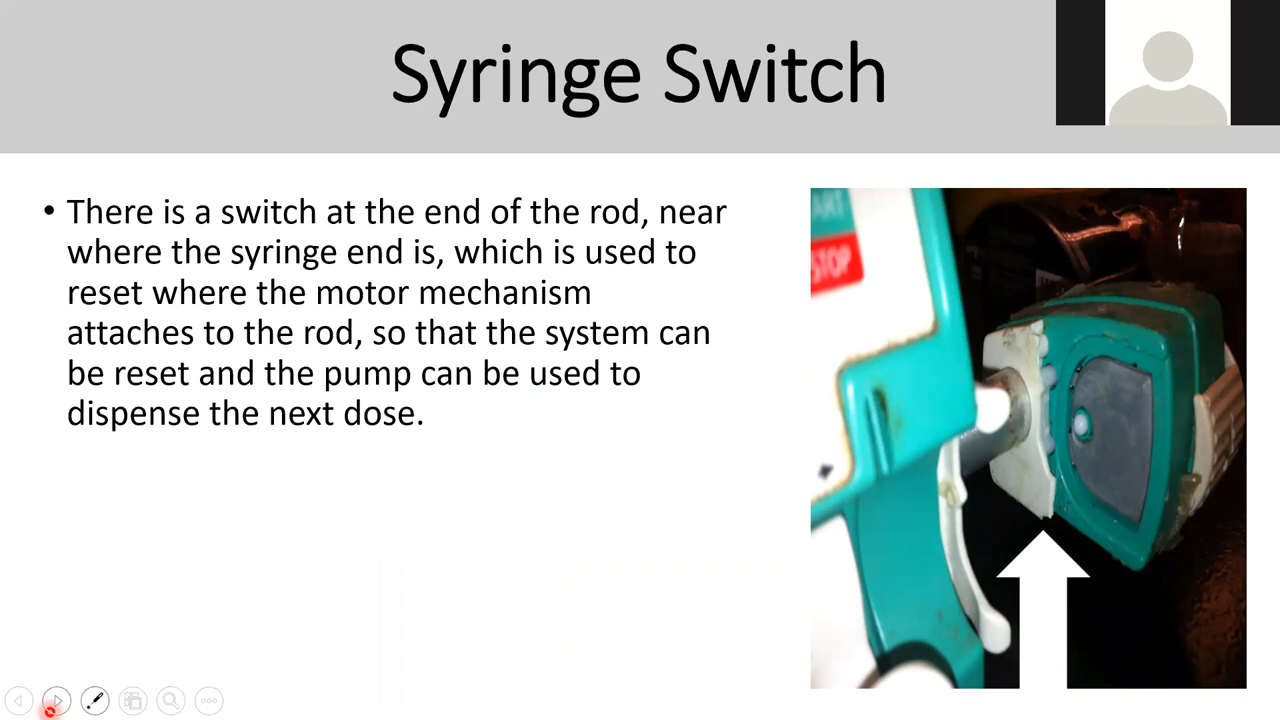 Syringe Switch
• There is a switch at the end of the rod, near
where the syringe end is, which is used to
reset where the motor mechanism
attaches to the rod, so that the system can
be reset and the pump can be used to
dispense the next dose.
STOP